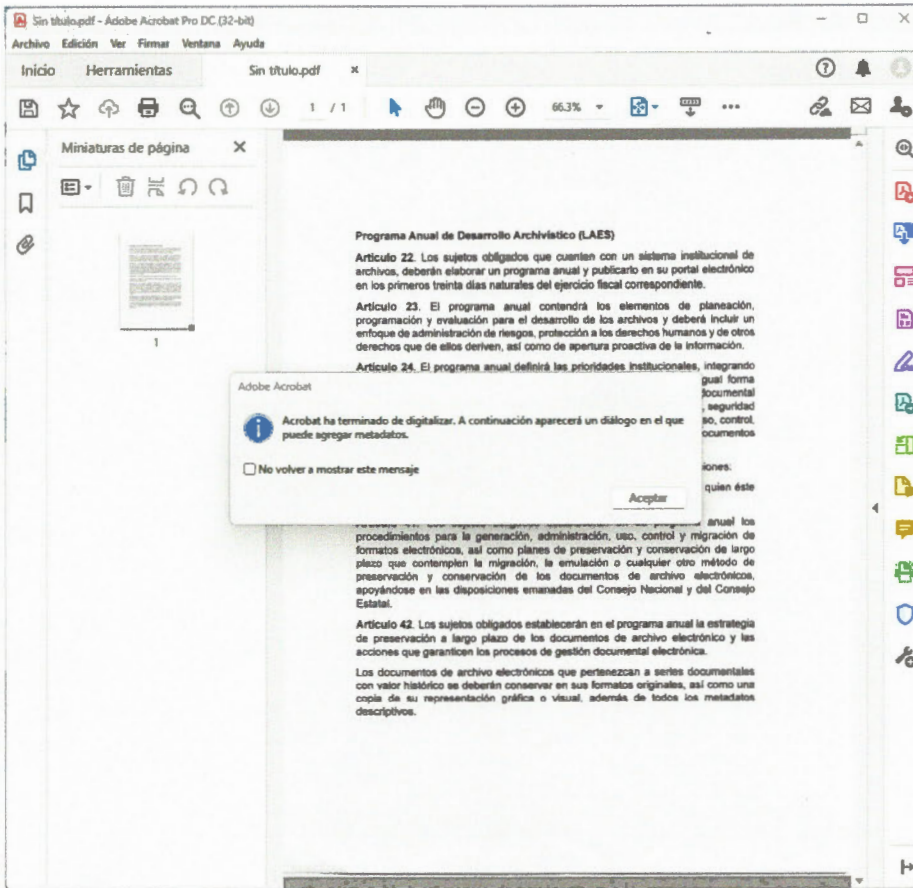 Sin título.pdf - Adobe Acrobat Pro DC (32-bit)
Archivo Edición Ver Firmar Ventana Ayuda
Inicio Herramientas Sin título.pdf ×
1 / 1 66.3%
Miniaturas de página ×
1
Programa Anual de Desarrollo Archivístico (LAES)
Artículo 22. Los sujetos obligados que cuenten con un sistema institucional de
archivos, deberán elaborar un programa anual y publicarlo en su portal electrónico
en los primeros treinta días naturales del ejercicio fiscal correspondiente.
Artículo 23. El programa anual contendrá los elementos de planeación,
programación y evaluación para el desarrollo de los archivos y deberá incluir un
enfoque de administración de riesgos, protección a los derechos humanos y de otros
derechos que de ellos deriven, así como de apertura proactiva de la información.
Artículo 24. El programa anual definirá las prioridades institucionales, integrando
gual forma
documental
, seguridad
so, control,
ocumentos
iones:
quien éste
Adobe Acrobat
Acrobat ha terminado de digitalizar. A continuación aparecerá un diálogo en el que
puede agregar metadatos.
No volver a mostrar este mensaje
Aceptar
anual los
procedimientos para la generación, administración, uso, control y migración de
formatos electrónicos, así como planes de preservación y conservación de largo
plazo que contemplen la migración, la emulación o cualquier otro método de
preservación y conservación de los documentos de archivo electrónicos,
apoyándose en las disposiciones emanadas del Consejo Nacional y del Consejo
Estatal.
Artículo 42. Los sujetos obligados establecerán en el programa anual la estrategia
de preservación a largo plazo de los documentos de archivo electrónico y las
acciones que garanticen los procesos de gestión documental electrónica.
Los documentos de archivo electrónicos que pertenezcan a series documentales
con valor histórico se deberán conservar en sus formatos originales, así como una
copia de su representación gráfica o visual, además de todos los metadatos
descriptivos.